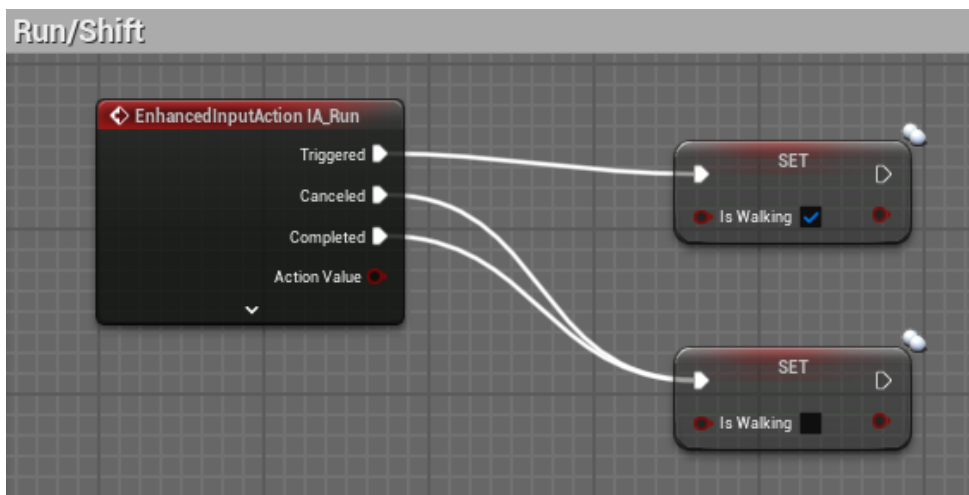 Run/Shift
EnhancedInputAction IA_Run
Triggered
Canceled
Completed
Action Value
SET
Is Walking
SET
Is Walking